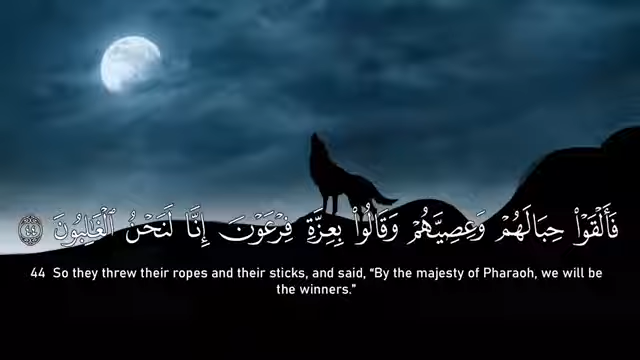 فَأَلْقَوْا۟ حِبَالَهُمْ وَعِصِيَّهُمْ وَقَالُوا۟ بِعِزَّةِ فِرْعَوْنَ إِنَّا لَنَحْنُ ٱلْغَٰلِبُونَ ٤٤
44 So they threw their ropes and their sticks, and said, “By the majesty of Pharaoh, we will be
the winners.”